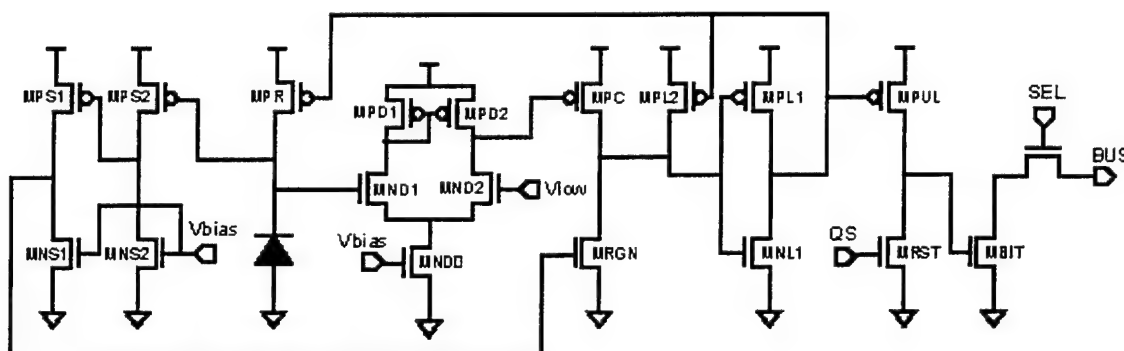 SEL
MPS1 MPS2 MPR MPD1 MPD2 MPC MPL2 MPL1 MPUL
BUS
MND1 MND2 Vlow
Vbias Vbias QS
MNS1 MNS2 MND0 MRGN MNL1 MRST MBIT